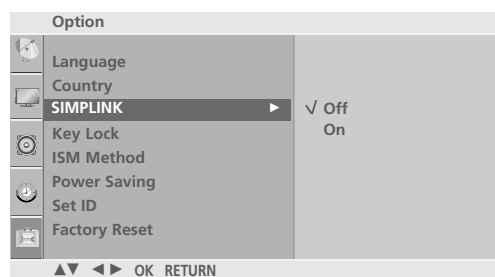 Option
Language
Country
SIMPLINK ► √ Off
On
Key Lock
ISM Method
Power Saving
Set ID
Factory Reset
▲▼ ◄► OK RETURN